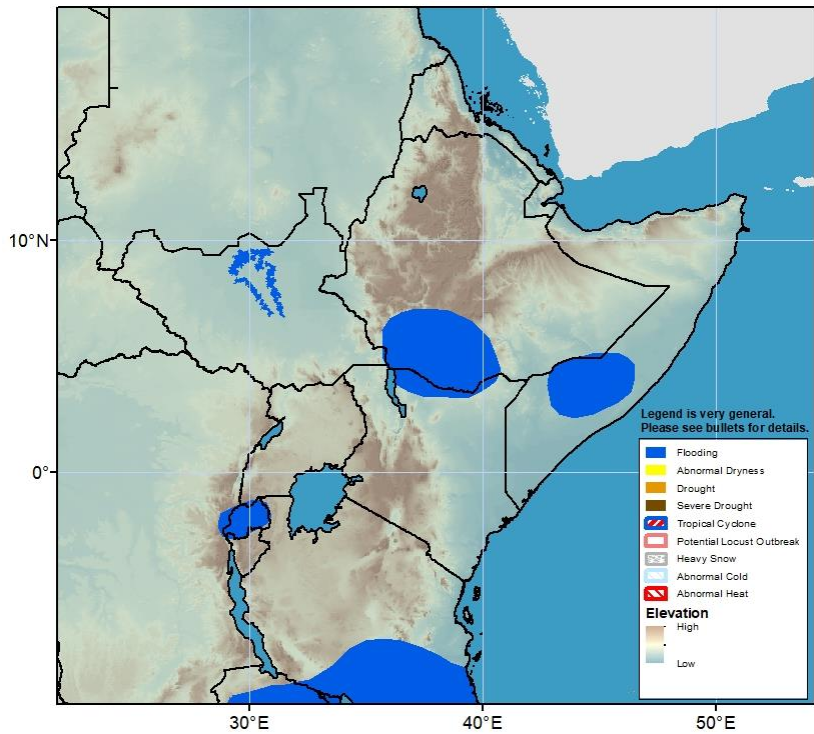 10°N
0°
Legend is very general.
Please see bullets for details.
Flooding
Abnormal Dryness
Drought
Severe Drought
Tropical Cyclone
Potential Locust Outbreak
Heavy Snow
Abnormal Cold
Abnormal Heat
Elevation
High
Low
30°E 40°E 50°E